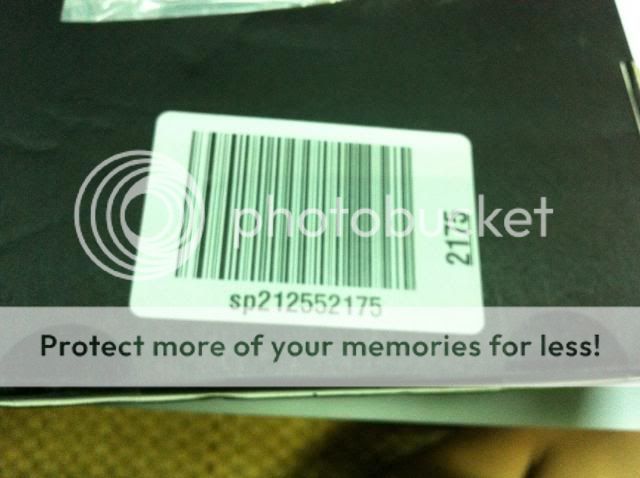 photobucket
2175
sp212552175
Protect more of your memories for less!